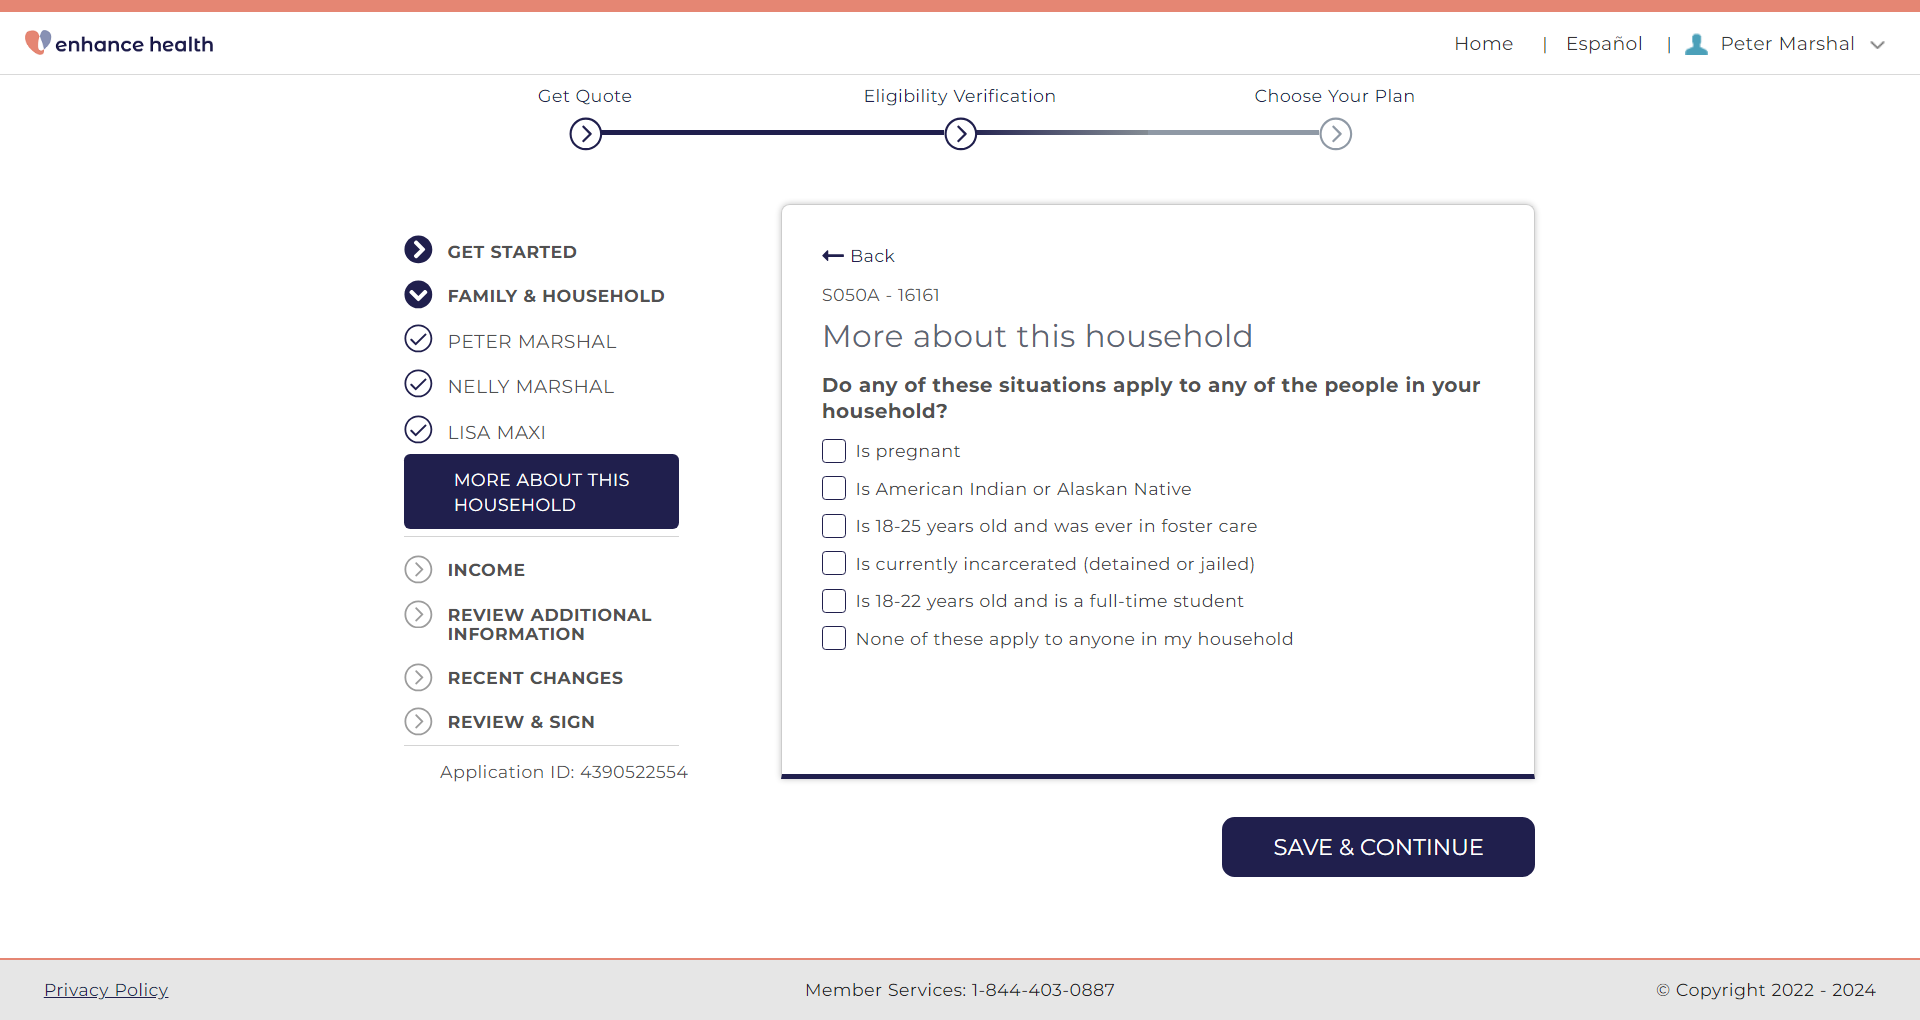 enhance health
Home | Español | Peter Marshal
Get Quote
Eligibility Verification
Choose Your Plan
GET STARTED
FAMILY & HOUSEHOLD
PETER MARSHAL
NELLY MARSHAL
LISA MAXI
MORE ABOUT THIS
HOUSEHOLD
INCOME
REVIEW ADDITIONAL
INFORMATION
RECENT CHANGES
REVIEW & SIGN
Application ID: 4390522554
Back
S050A - 16161
More about this household
Do any of these situations apply to any of the people in your
household?
Is pregnant
Is American Indian or Alaskan Native
Is 18-25 years old and was ever in foster care
Is currently incarcerated (detained or jailed)
Is 18-22 years old and is a full-time student
None of these apply to anyone in my household
SAVE & CONTINUE
Privacy Policy
Member Services: 1-844-403-0887
© Copyright 2022 - 2024